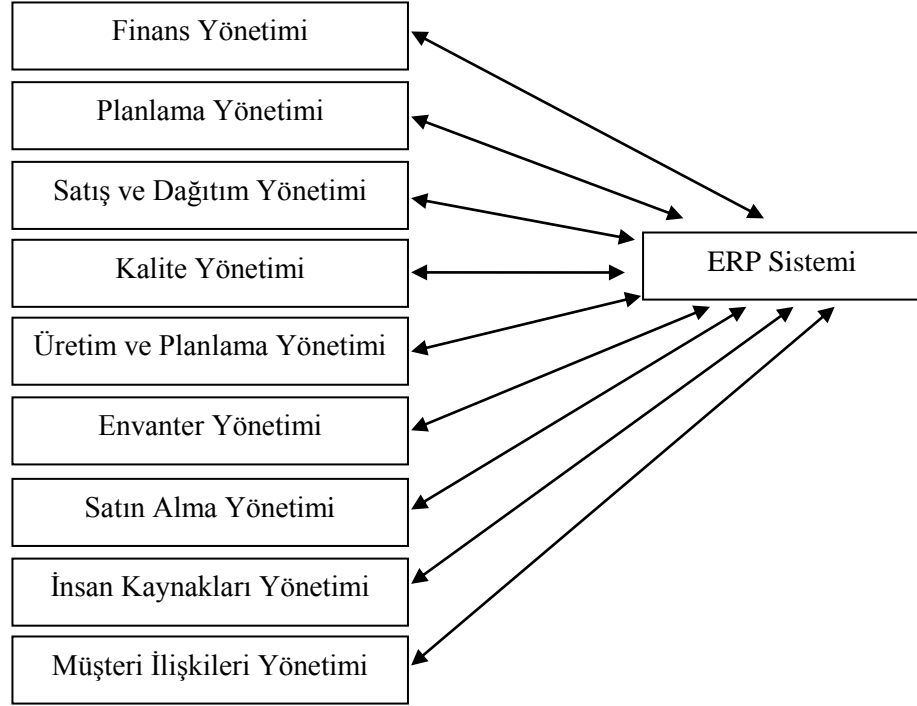 Finans Yönetimi
Planlama Yönetimi
Satış ve Dağıtım Yönetimi
Kalite Yönetimi
ERP Sistemi
Üretim ve Planlama Yönetimi
Envanter Yönetimi
Satın Alma Yönetimi
İnsan Kaynakları Yönetimi
Müşteri İlişkileri Yönetimi